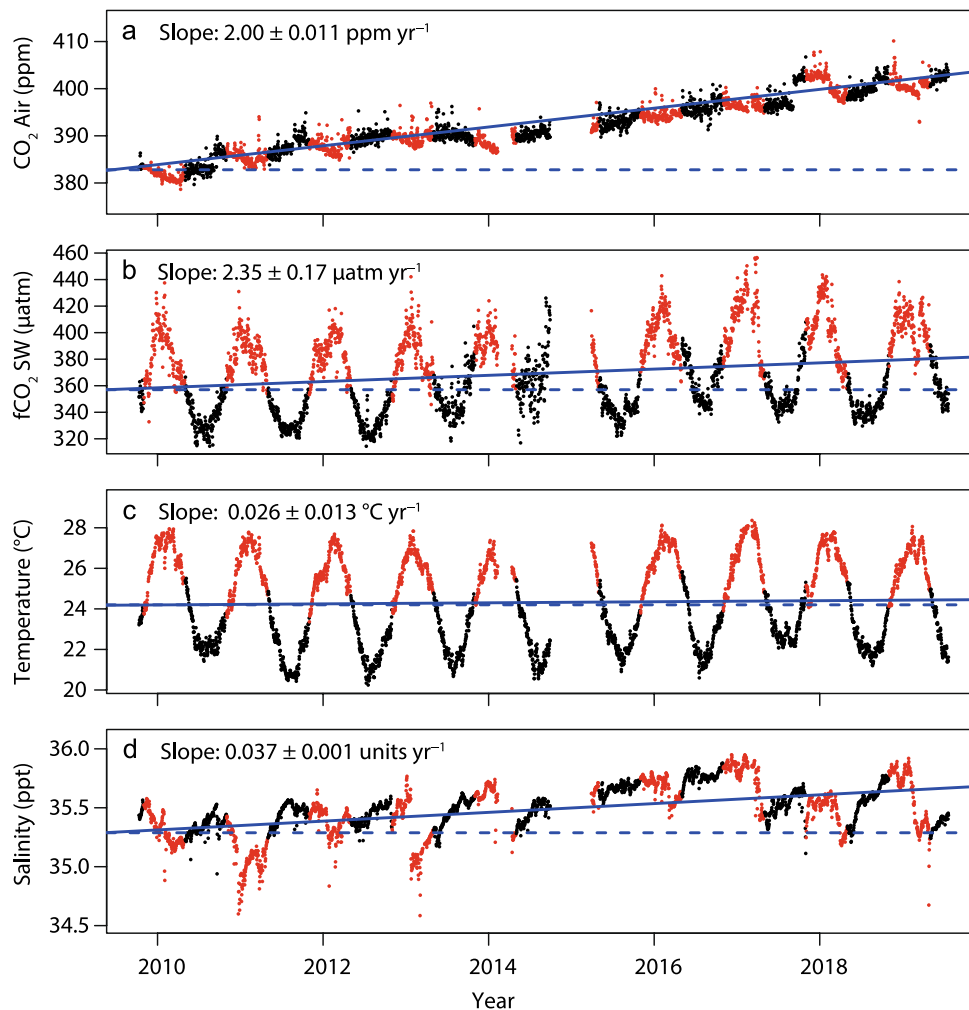 a Slope: 2.00 ± 0.011 ppm yr⁻¹
CO₂ Air (ppm)
410
400
390
380
b Slope: 2.35 ± 0.17 µatm yr⁻¹
fCO₂ SW (µatm)
460
440
420
400
380
360
340
320
c Slope: 0.026 ± 0.013 °C yr⁻¹
Temperature (°C)
28
26
24
22
20
d Slope: 0.037 ± 0.001 units yr⁻¹
Salinity (ppt)
36.0
35.5
35.0
34.5
2010 2012 2014 2016 2018
Year